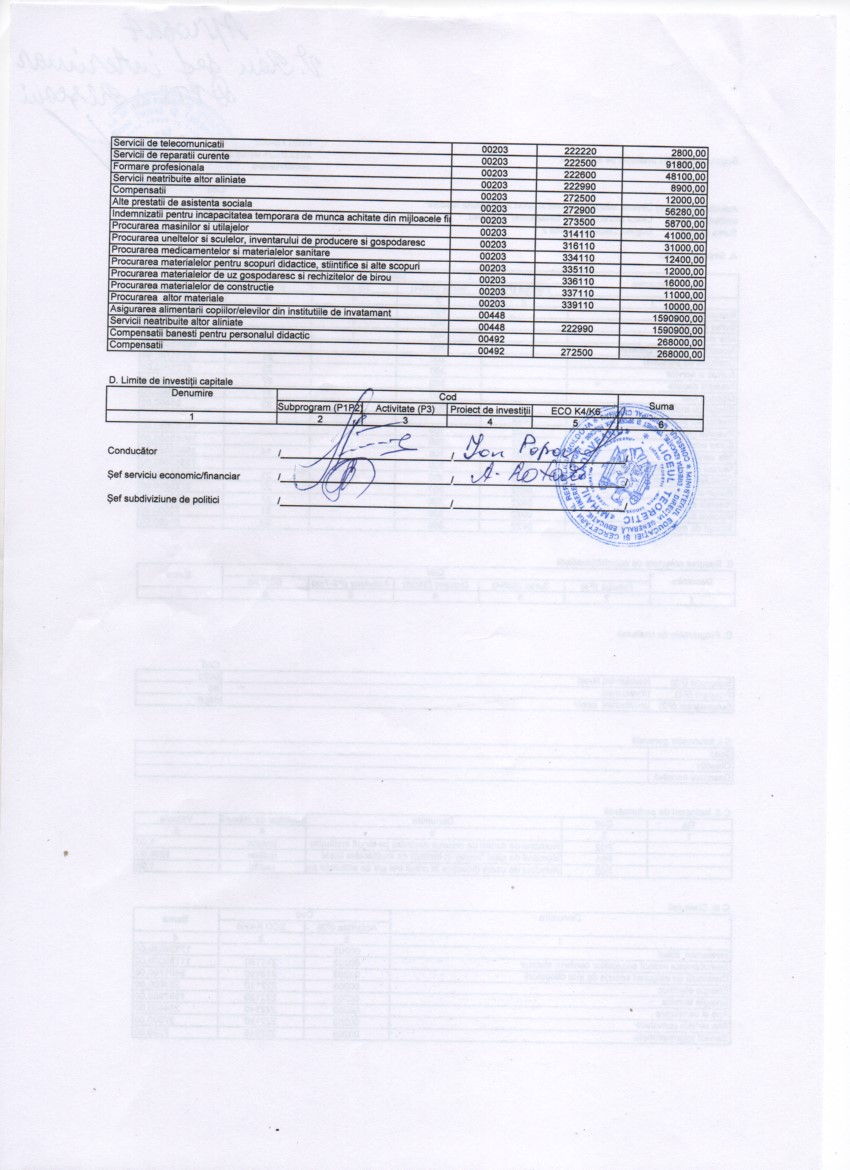 Servicii de telecomunicatii 00203 222220 2800,00
Servicii de reparatii curente 00203 222500 91800,00
Formare profesionala 00203 222600 48100,00
Servicii neatribuite altor aliniate 00203 222990 8900,00
Compensatii 00203 272500 12000,00
Alte prestatii de asistenta sociala 00203 272900 56280,00
Indemnizatii pentru incapacitatea temporara de munca achitate din mijloacele fi 00203 273500 58700,00
Procurarea masinilor si utilajelor 00203 314110 41000,00
Procurarea uneltelor si sculelor, inventarului de producere si gospodaresc 00203 316110 31000,00
Procurarea medicamentelor si materialelor sanitare 00203 334110 12400,00
Procurarea materialelor pentru scopuri didactice, stiintifice si alte scopuri 00203 335110 12000,00
Procurarea materialelor de uz gospodaresc si rechizitelor de birou 00203 336110 16000,00
Procurarea materialelor de constructie 00203 337110 11000,00
Procurarea altor materiale 00203 339110 10000,00
Asigurarea alimentarii copiilor/elevilor din institutiile de invatamant 00448 1590900,00
Servicii neatribuite altor aliniate 00448 222990 1590900,00
Compensatii banesti pentru personalul didactic 00492 268000,00
Compensatii 00492 272500 268000,00
D. Limite de investiții capitale
Denumire Cod Suma
Subprogram (P1P2) Activitate (P3) Proiect de investiții ECO K4/K6
1 2 3 4 5 6
Conducător / , Ion /
Șef serviciu economic/financiar / , A. /
Șef subdiviziune de politici / / /
LICEUL TEORETIC